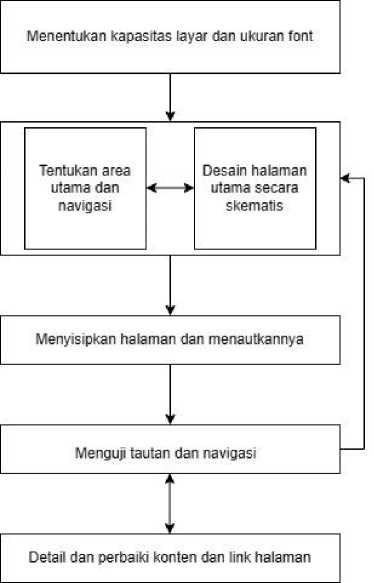 Menentukan kapasitas layar dan ukuran font
Tentukan area
utama dan
navigasi
Desain halaman
utama secara
skematis
Menyisipkan halaman dan menautkannya
Menguji tautan dan navigasi
Detail dan perbaiki konten dan link halaman